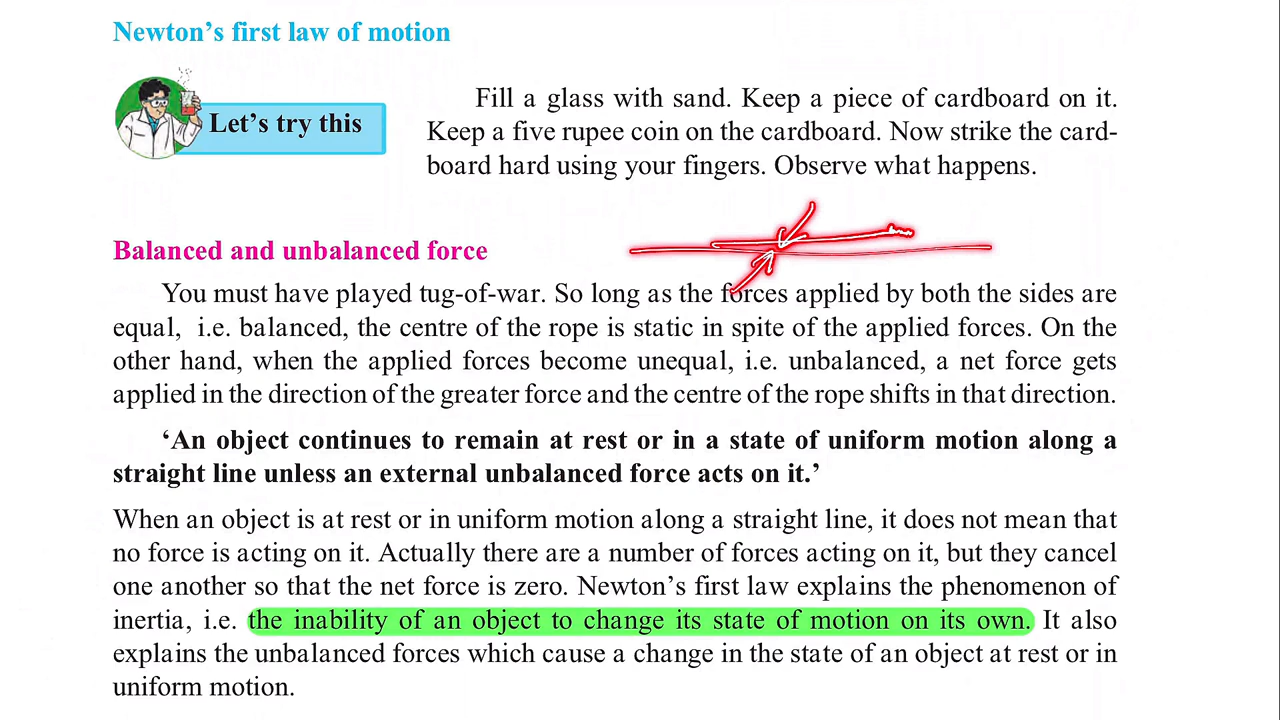 Newton's first law of motion
Let's try this
Fill a glass with sand. Keep a piece of cardboard on it.
Keep a five rupee coin on the cardboard. Now strike the card-
board hard using your fingers. Observe what happens.
Balanced and unbalanced force
You must have played tug-of-war. So long as the forces applied by both the sides are
equal, i.e. balanced, the centre of the rope is static in spite of the applied forces. On the
other hand, when the applied forces become unequal, i.e. unbalanced, a net force gets
applied in the direction of the greater force and the centre of the rope shifts in that direction.
‘An object continues to remain at rest or in a state of uniform motion along a
straight line unless an external unbalanced force acts on it.’
When an object is at rest or in uniform motion along a straight line, it does not mean that
no force is acting on it. Actually there are a number of forces acting on it, but they cancel
one another so that the net force is zero. Newton’s first law explains the phenomenon of
inertia, i.e. the inability of an object to change its state of motion on its own. It also
explains the unbalanced forces which cause a change in the state of an object at rest or in
uniform motion.